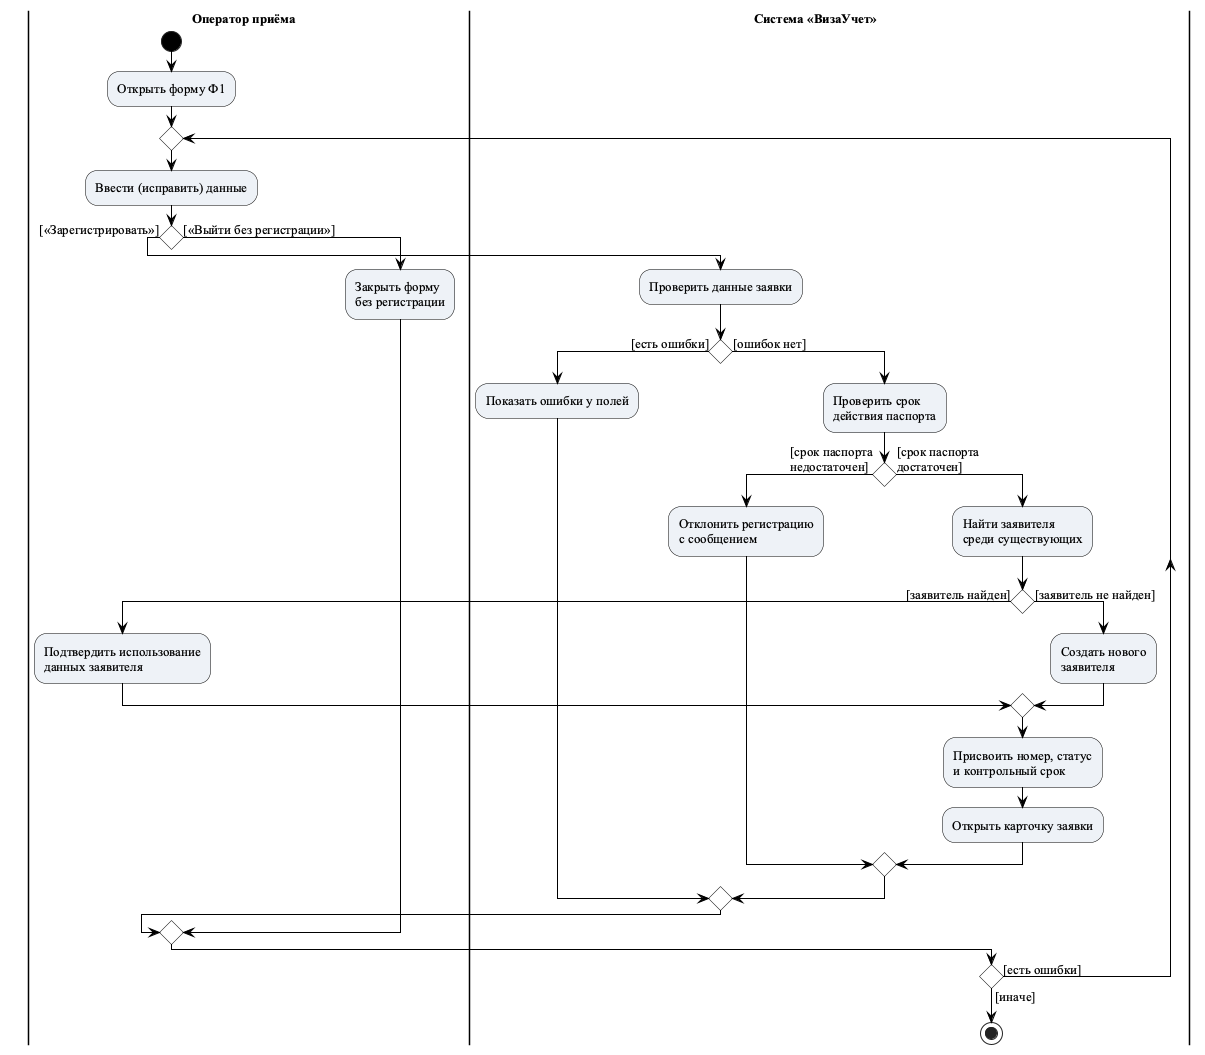 Оператор приёма
Система «ВизаУчет»
Открыть форму Ф1
Ввести (исправить) данные
[«Зарегистрировать»]
[«Выйти без регистрации»]
Закрыть форму
без регистрации
Проверить данные заявки
[есть ошибки]
[ошибок нет]
Показать ошибки у полей
Проверить срок
действия паспорта
[срок паспорта
недостаточен]
[срок паспорта
достаточен]
Отклонить регистрацию
с сообщением
Найти заявителя
среди существующих
[заявитель найден]
[заявитель не найден]
Подтвердить использование
данных заявителя
Создать нового
заявителя
Присвоить номер, статус
и контрольный срок
Открыть карточку заявки
[есть ошибки]
[иначе]